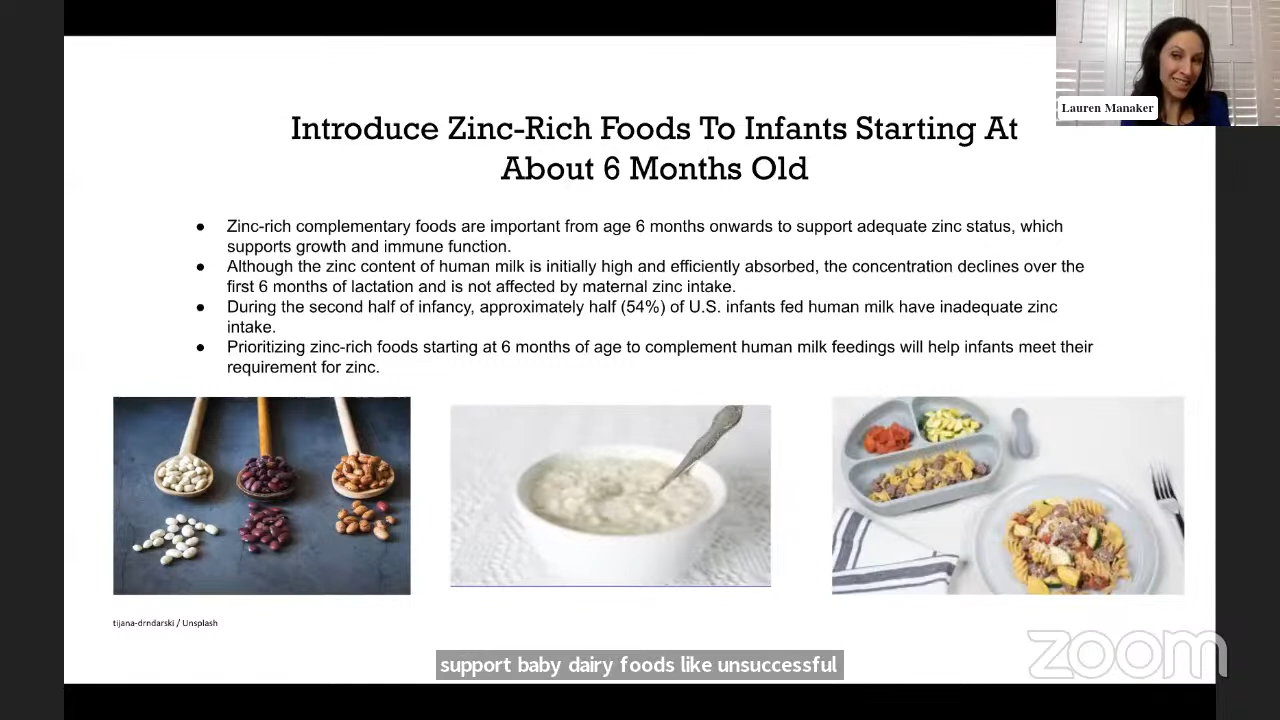 Lauren Manaker
Introduce Zinc-Rich Foods To Infants Starting At
About 6 Months Old
● Zinc-rich complementary foods are important from age 6 months onwards to support adequate zinc status, which
supports growth and immune function.
● Although the zinc content of human milk is initially high and efficiently absorbed, the concentration declines over the
first 6 months of lactation and is not affected by maternal zinc intake.
● During the second half of infancy, approximately half (54%) of U.S. infants fed human milk have inadequate zinc
intake.
● Prioritizing zinc-rich foods starting at 6 months of age to complement human milk feedings will help infants meet their
requirement for zinc.
tijana-drndarski / Unsplash
support baby dairy foods like unsuccessful
zoom